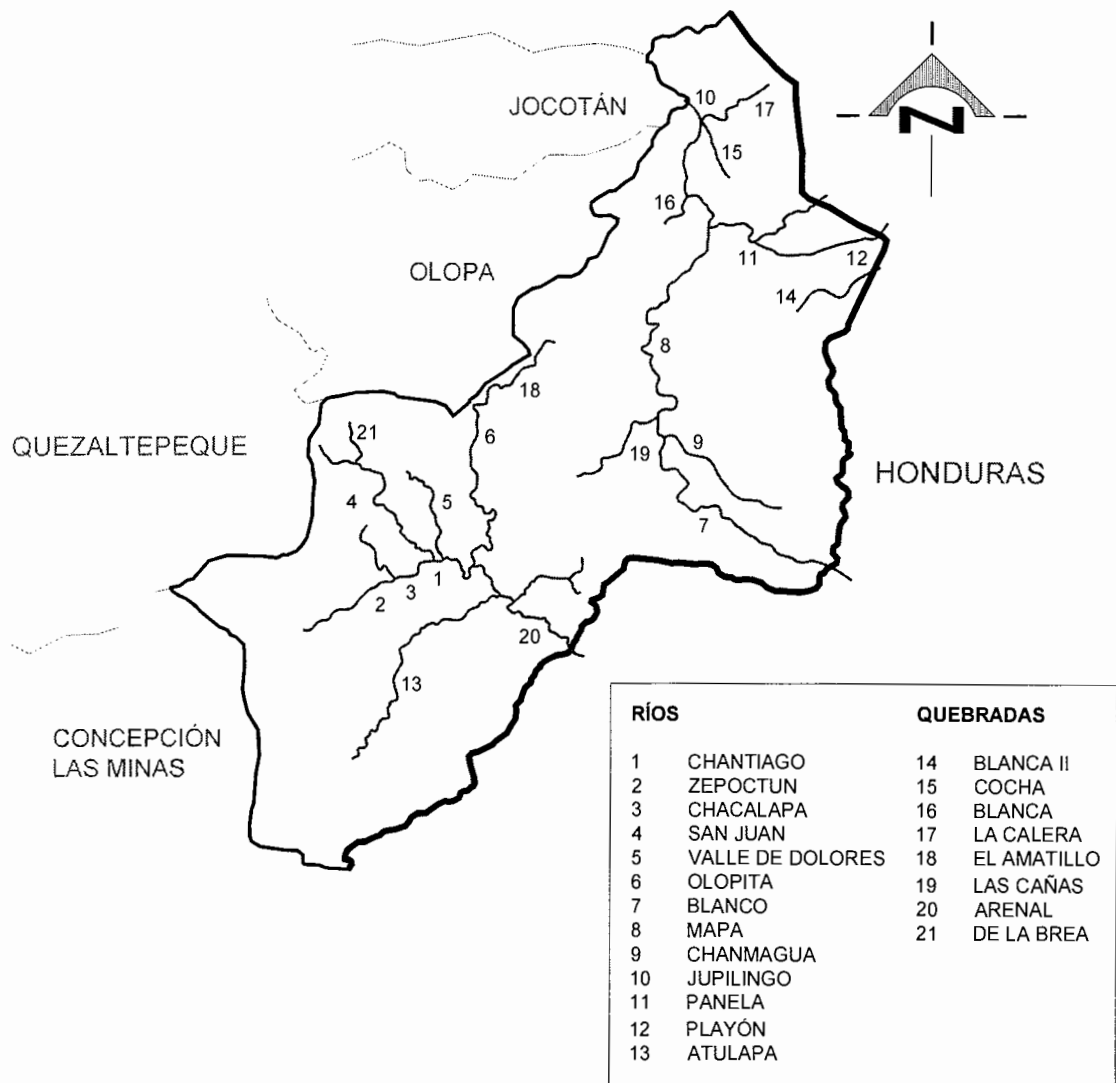 10
17
JOCOTÁN
15
16
11
12
OLOPA
14
8
18
21
6
QUEZALTEPEQUE
19
9
HONDURAS
4
5
7
1
3
2
20
13
CONCEPCIÓN
LAS MINAS
N
RÍOS
1 CHANTIAGO
2 ZEPOCTUN
3 CHACALAPA
4 SAN JUAN
5 VALLE DE DOLORES
6 OLOPITA
7 BLANCO
8 MAPA
9 CHANMAGUA
10 JUPILINGO
11 PANELA
12 PLAYÓN
13 ATULAPA
QUEBRADAS
14 BLANCA II
15 COCHA
16 BLANCA
17 LA CALERA
18 EL AMATILLO
19 LAS CAÑAS
20 ARENAL
21 DE LA BREA